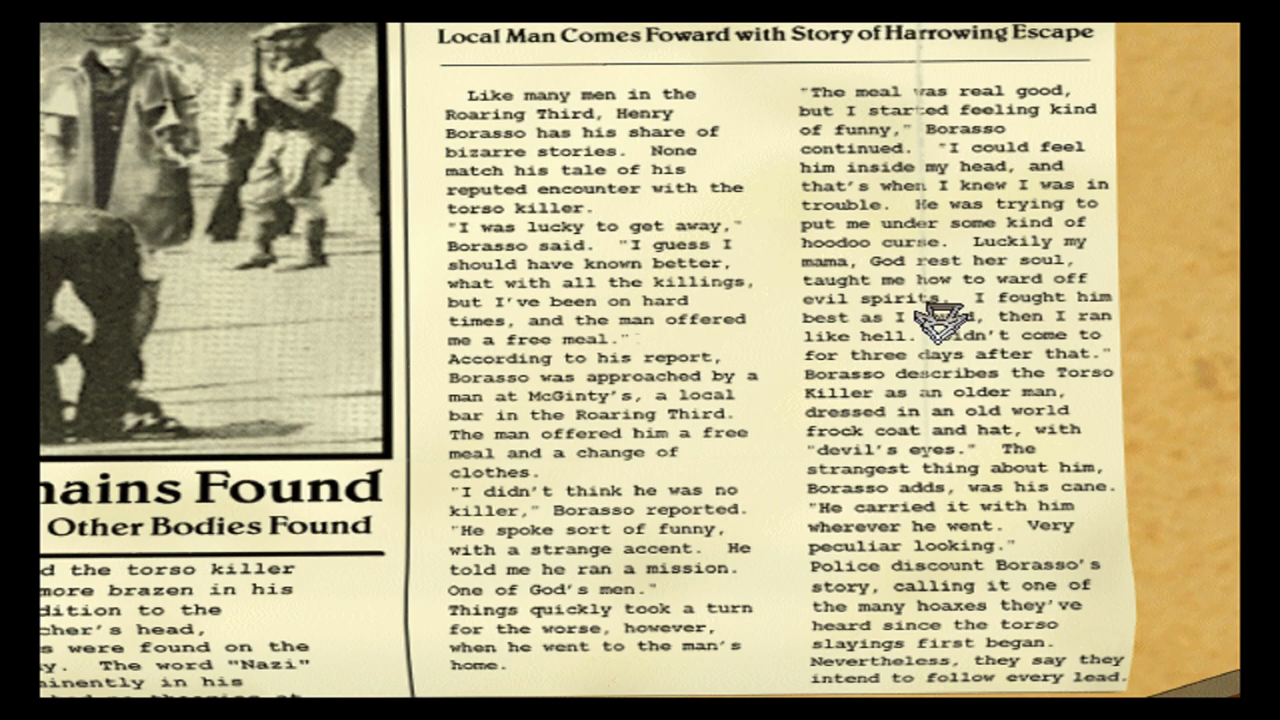 Local Man Comes Foward with Story of Harrowing Escape
Like many men in the
Roaring Third, Henry
Borasso has his share of
bizarre stories. None
match his tale of his
reputed encounter with the
torso killer.
"I was lucky to get away,"
Borasso said. "I guess I
should have known better,
what with all the killings,
but I've been on hard
times, and the man offered
me a free meal."
According to his report,
Borasso was approached by a
man at McGinty's, a local
bar in the Roaring Third.
The man offered him a free
meal and a change of
clothes.
"I didn't think he was no
killer," Borasso reported.
"He spoke sort of funny,
with a strange accent. He
told me he ran a mission.
One of God's men."
Things quickly took a turn
for the worse, however,
when he went to the man's
home.
"The meal was real good,
but I started feeling kind
of funny," Borasso
continued. "I could feel
him inside my head, and
that's when I knew I was in
trouble. He was trying to
put me under some kind of
hoodoo curse. Luckily my
mama, God rest her soul,
taught me how to ward off
evil spirits. I fought him
best as I then I ran
like hell. come to
for three days after that."
Borasso describes the Torso
Killer as an older man,
dressed in an old world
frock coat and hat, with
"devil's eyes." The
strangest thing about him,
Borasso adds, was his cane.
"He carried it with him
wherever he went. Very
peculiar looking."
Police discount Borasso's
story, calling it one of
the many hoaxes they've
heard since the torso
slayings first began.
Nevertheless, they say they
intend to follow every lead.
mains Found
Other Bodies Found
d the torso killer
more brazen in his
dition to the
cher's head,
s were found on the
y. The word "Nazi"
minently in his